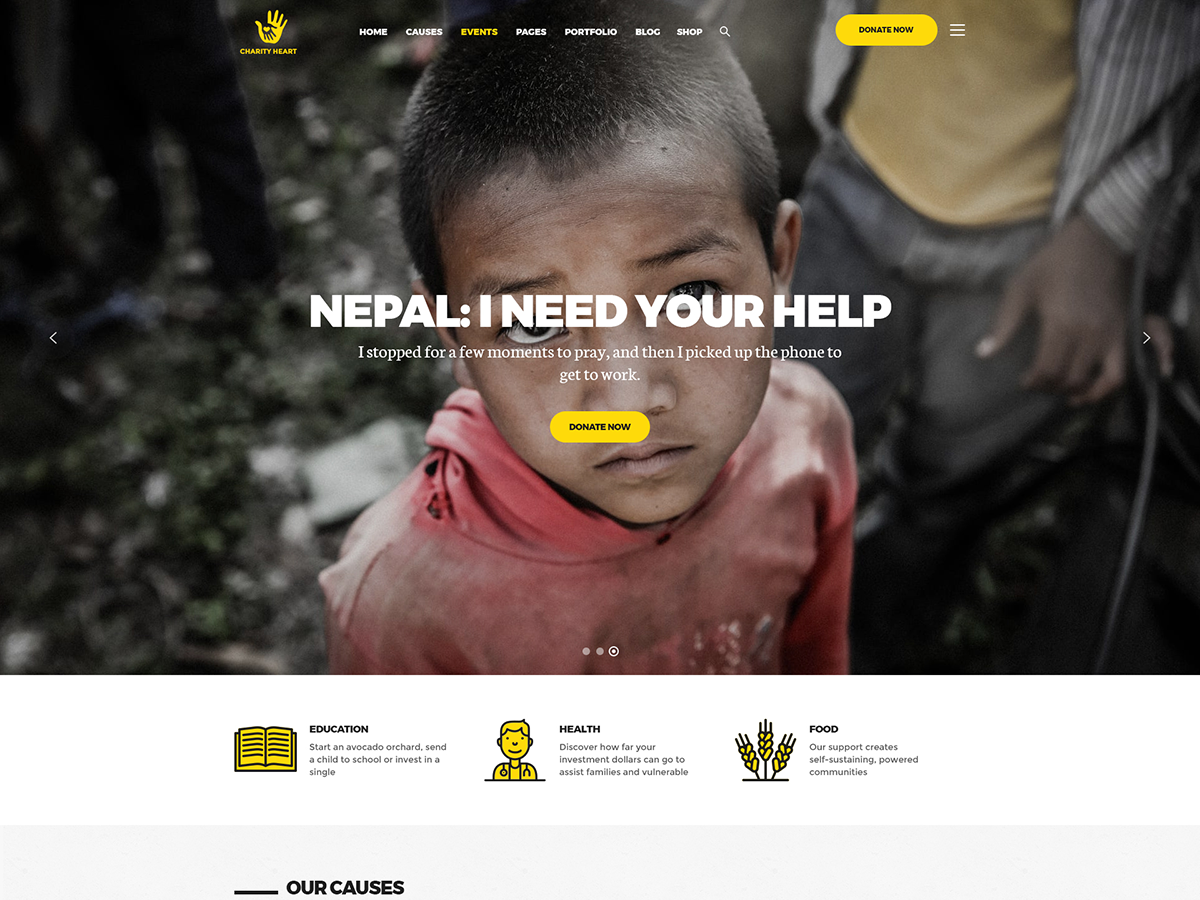 CHARITY HEART
HOME CAUSES EVENTS PAGES PORTFOLIO BLOG SHOP
DONATE NOW
NEPAL: I NEED YOUR HELP
I stopped for a few moments to pray, and then I picked up the phone to
get to work.
DONATE NOW
EDUCATION
Start an avocado orchard, send
a child to school or invest in a
single
HEALTH
Discover how far your
investment dollars can go to
assist families and vulnerable
FOOD
Our support creates
self-sustaining, powered
communities
OUR CAUSES